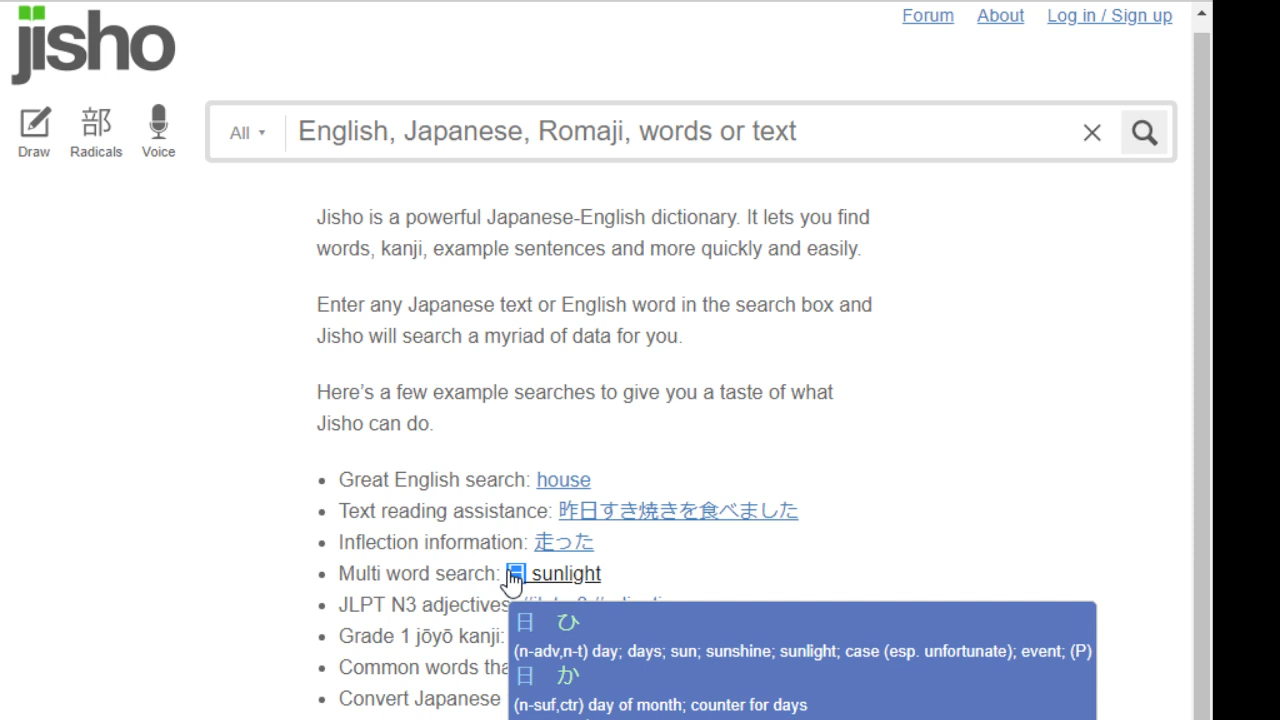 jisho
Forum About Log in / Sign up
Draw 部 Radicals Voice
All English, Japanese, Romaji, words or text
Jisho is a powerful Japanese-English dictionary. It lets you find
words, kanji, example sentences and more quickly and easily.
Enter any Japanese text or English word in the search box and
Jisho will search a myriad of data for you.
Here’s a few example searches to give you a taste of what
Jisho can do.
Great English search: house
Text reading assistance: 昨日すき焼きを食べました
Inflection information: 走った
Multi word search: 日 sunlight
JLPT N3 adjectives
Grade 1 jōyō kanji:
Common words
Convert Japanese
日 ひ
(n-adv,n-t) day; days; sun; sunshine; sunlight; case (esp. unfortunate); event; (P)
日 か
(n-suf,ctr) day of month; counter for days